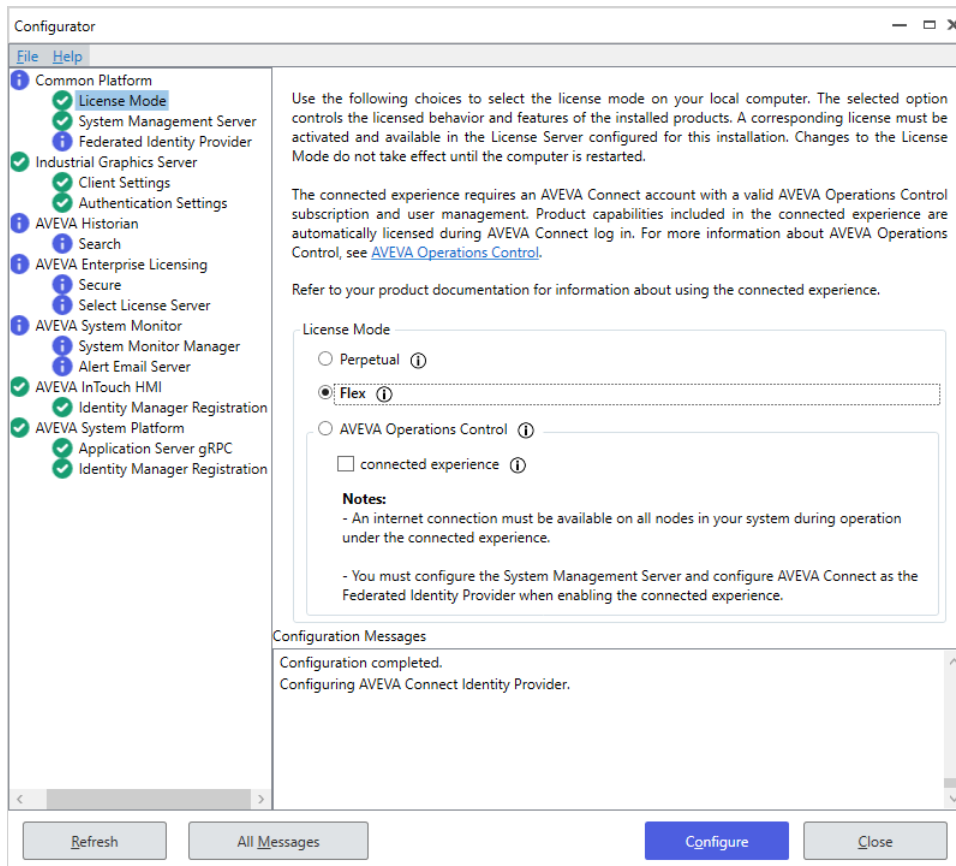 Configurator
File Help
Common Platform
License Mode
System Management Server
Federated Identity Provider
Industrial Graphics Server
Client Settings
Authentication Settings
AVEVA Historian
Search
AVEVA Enterprise Licensing
Secure
Select License Server
AVEVA System Monitor
System Monitor Manager
Alert Email Server
AVEVA InTouch HMI
Identity Manager Registration
AVEVA System Platform
Application Server gRPC
Identity Manager Registration
Use the following choices to select the license mode on your local computer. The selected option
controls the licensed behavior and features of the installed products. A corresponding license must be
activated and available in the License Server configured for this installation. Changes to the License
Mode do not take effect until the computer is restarted.
The connected experience requires an AVEVA Connect account with a valid AVEVA Operations Control
subscription and user management. Product capabilities included in the connected experience are
automatically licensed during AVEVA Connect log in. For more information about AVEVA Operations
Control, see AVEVA Operations Control.
Refer to your product documentation for information about using the connected experience.
License Mode
Perpetual
Flex
AVEVA Operations Control
connected experience
Notes:
- An internet connection must be available on all nodes in your system during operation
under the connected experience.
- You must configure the System Management Server and configure AVEVA Connect as the
Federated Identity Provider when enabling the connected experience.
Configuration Messages
Configuration completed.
Configuring AVEVA Connect Identity Provider.
Refresh
All Messages
Configure
Close